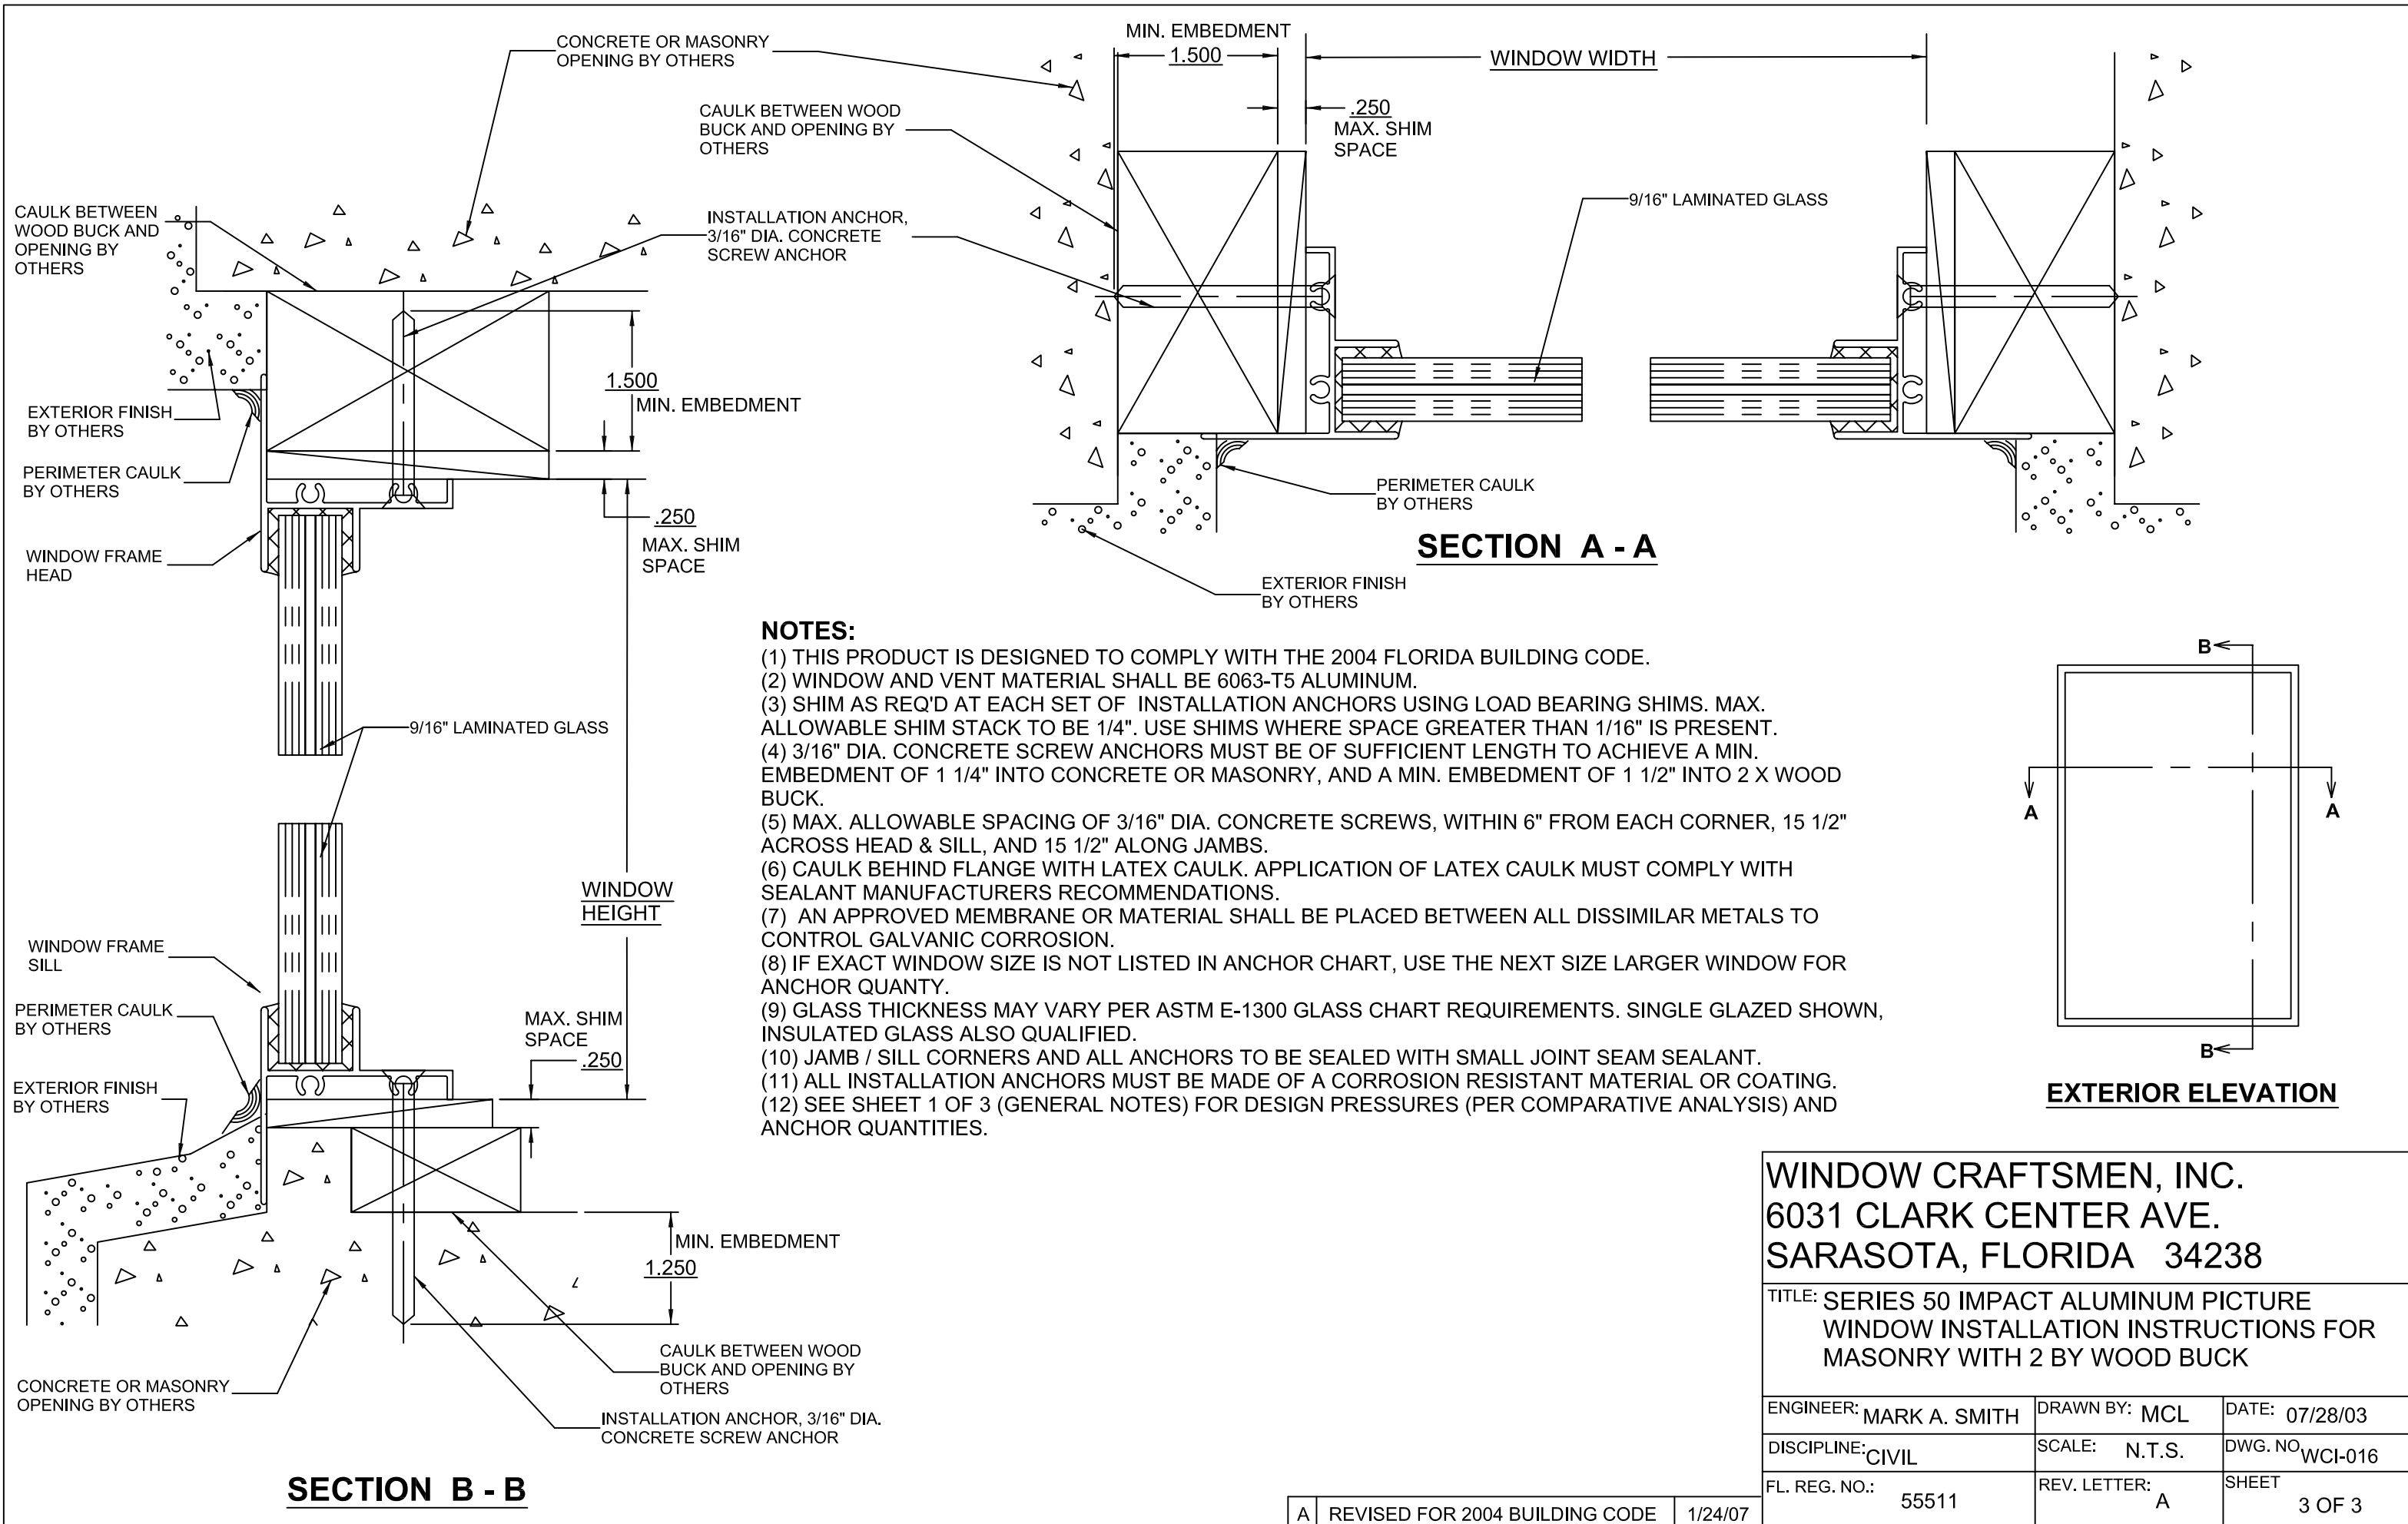 CONCRETE OR MASONRY
OPENING BY OTHERS
MIN. EMBEDMENT
1.500
WINDOW WIDTH
CAULK BETWEEN WOOD
BUCK AND OPENING BY
OTHERS
.250
MAX. SHIM
SPACE
9/16" LAMINATED GLASS
CAULK BETWEEN
WOOD BUCK AND
OPENING BY
OTHERS
INSTALLATION ANCHOR,
3/16" DIA. CONCRETE
SCREW ANCHOR
1.500
MIN. EMBEDMENT
EXTERIOR FINISH
BY OTHERS
PERIMETER CAULK
BY OTHERS
.250
MAX. SHIM
SPACE
WINDOW FRAME
HEAD
PERIMETER CAULK
BY OTHERS
SECTION A - A
EXTERIOR FINISH
BY OTHERS
9/16" LAMINATED GLASS
WINDOW
HEIGHT
WINDOW FRAME
SILL
PERIMETER CAULK
BY OTHERS
MAX. SHIM
SPACE
.250
EXTERIOR FINISH
BY OTHERS
MIN. EMBEDMENT
1.250
CAULK BETWEEN WOOD
BUCK AND OPENING BY
OTHERS
CONCRETE OR MASONRY
OPENING BY OTHERS
INSTALLATION ANCHOR, 3/16" DIA.
CONCRETE SCREW ANCHOR
SECTION B - B
NOTES:
(1) THIS PRODUCT IS DESIGNED TO COMPLY WITH THE 2004 FLORIDA BUILDING CODE.
(2) WINDOW AND VENT MATERIAL SHALL BE 6063-T5 ALUMINUM.
(3) SHIM AS REQ'D AT EACH SET OF INSTALLATION ANCHORS USING LOAD BEARING SHIMS. MAX.
ALLOWABLE SHIM STACK TO BE 1/4". USE SHIMS WHERE SPACE GREATER THAN 1/16" IS PRESENT.
(4) 3/16" DIA. CONCRETE SCREW ANCHORS MUST BE OF SUFFICIENT LENGTH TO ACHIEVE A MIN.
EMBEDMENT OF 1 1/4" INTO CONCRETE OR MASONRY, AND A MIN. EMBEDMENT OF 1 1/2" INTO 2 X WOOD
BUCK.
(5) MAX. ALLOWABLE SPACING OF 3/16" DIA. CONCRETE SCREWS, WITHIN 6" FROM EACH CORNER, 15 1/2"
ACROSS HEAD & SILL, AND 15 1/2" ALONG JAMBS.
(6) CAULK BEHIND FLANGE WITH LATEX CAULK. APPLICATION OF LATEX CAULK MUST COMPLY WITH
SEALANT MANUFACTURERS RECOMMENDATIONS.
(7) AN APPROVED MEMBRANE OR MATERIAL SHALL BE PLACED BETWEEN ALL DISSIMILAR METALS TO
CONTROL GALVANIC CORROSION.
(8) IF EXACT WINDOW SIZE IS NOT LISTED IN ANCHOR CHART, USE THE NEXT SIZE LARGER WINDOW FOR
ANCHOR QUANTY.
(9) GLASS THICKNESS MAY VARY PER ASTM E-1300 GLASS CHART REQUIREMENTS. SINGLE GLAZED SHOWN,
INSULATED GLASS ALSO QUALIFIED.
(10) JAMB / SILL CORNERS AND ALL ANCHORS TO BE SEALED WITH SMALL JOINT SEAM SEALANT.
(11) ALL INSTALLATION ANCHORS MUST BE MADE OF A CORROSION RESISTANT MATERIAL OR COATING.
(12) SEE SHEET 1 OF 3 (GENERAL NOTES) FOR DESIGN PRESSURES (PER COMPARATIVE ANALYSIS) AND
ANCHOR QUANTITIES.
B
A
A
B
EXTERIOR ELEVATION
WINDOW CRAFTSMEN, INC.
6031 CLARK CENTER AVE.
SARASOTA, FLORIDA 34238
TITLE: SERIES 50 IMPACT ALUMINUM PICTURE
WINDOW INSTALLATION INSTRUCTIONS FOR
MASONRY WITH 2 BY WOOD BUCK
ENGINEER: MARK A. SMITH
DRAWN BY: MCL
DATE: 07/28/03
DISCIPLINE: CIVIL
SCALE: N.T.S.
DWG. NO WCI-016
FL. REG. NO.: 55511
REV. LETTER: A
SHEET 3 OF 3
A REVISED FOR 2004 BUILDING CODE 1/24/07